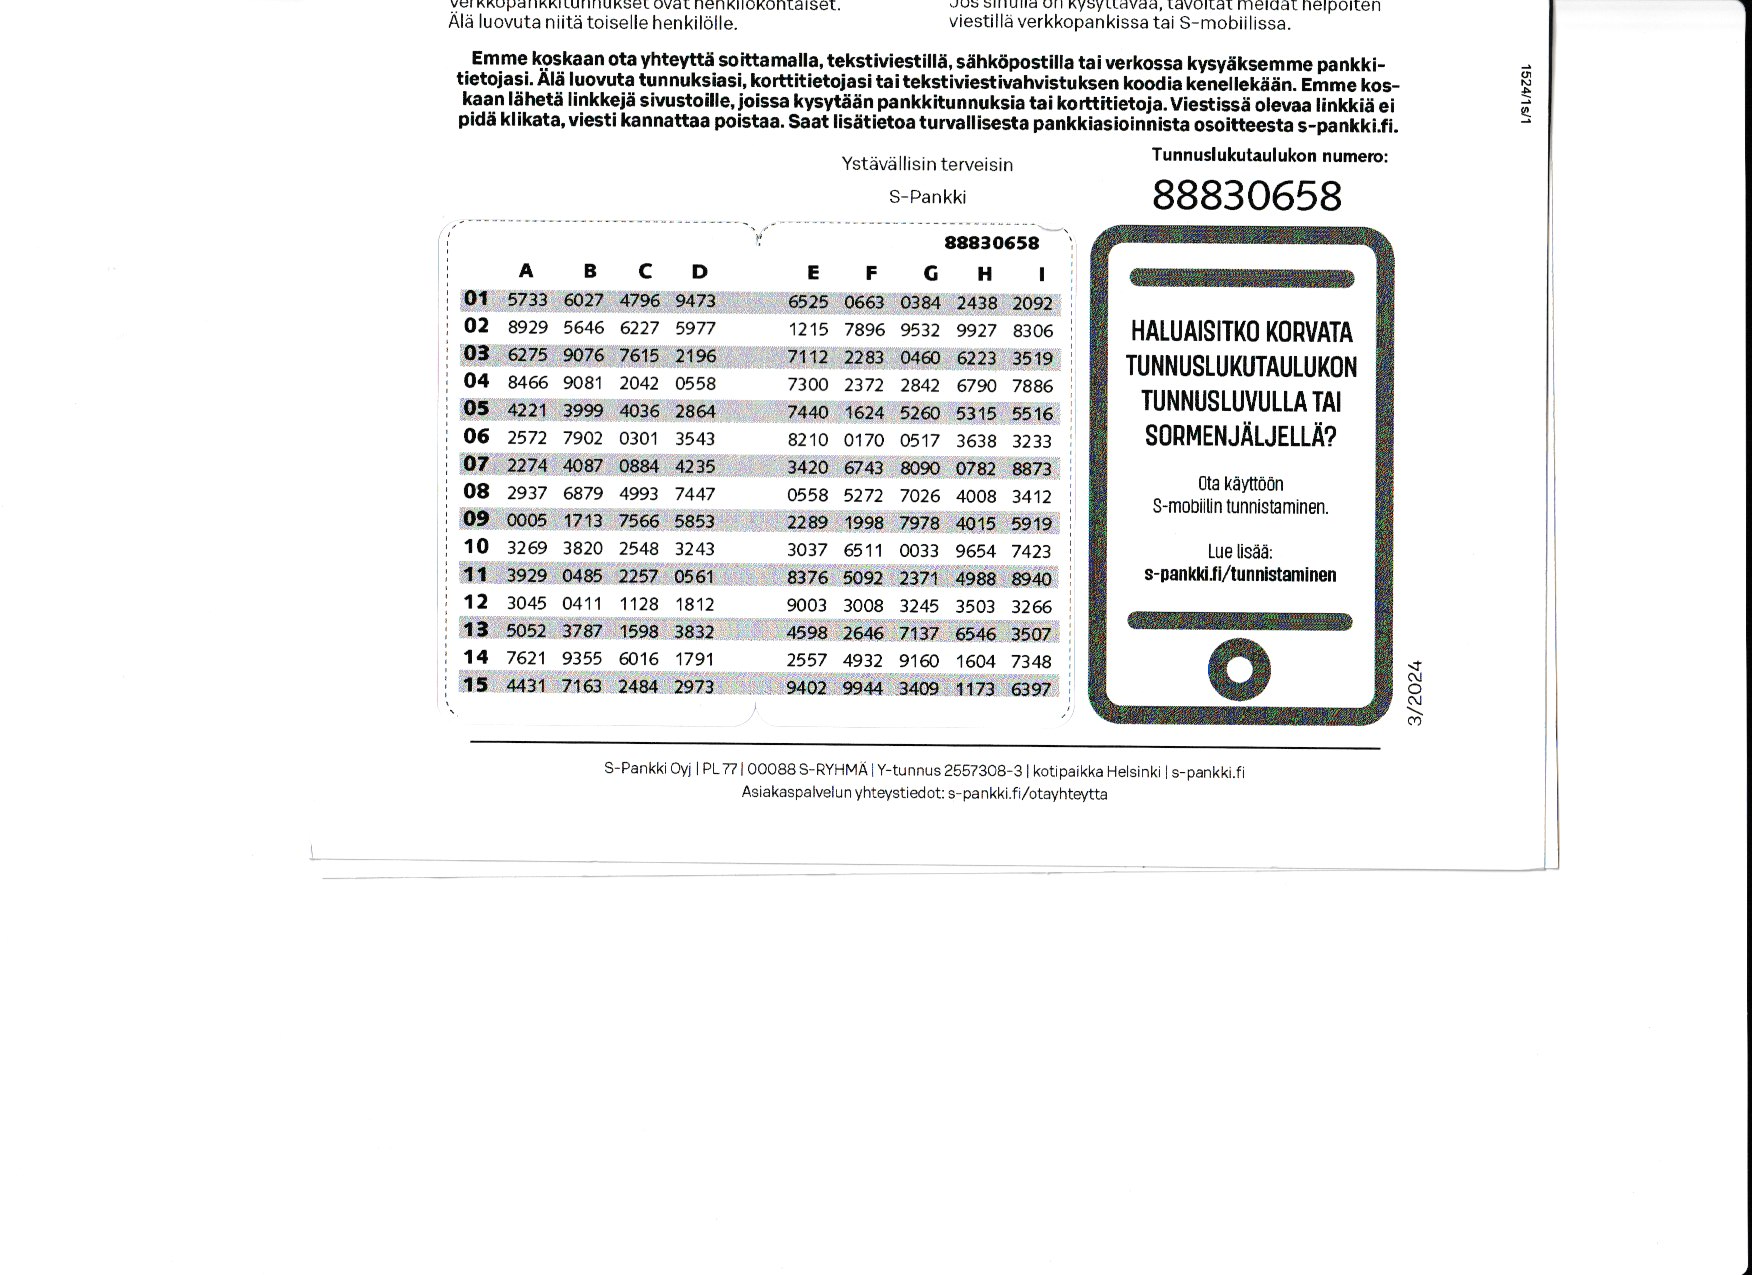 verkkopankkitunnukset ovat henkilökohtaiset.
Älä luovuta niitä toiselle henkilölle.
Jos sinulla on kysyttävää, tavoitat meidät helpoiten
viestillä verkkopankissa tai S-mobiilissa.
Emme koskaan ota yhteyttä soittamalla, tekstiviestillä, sähköpostilla tai verkossa kysyäksemme pankki-
tietojasi. Älä luovuta tunnuksiasi, korttitietojasi tai tekstiviestivahvistuksen koodia kenellekään. Emme kos-
kaan lähetä linkkejä sivustoille, joissa kysytään pankkitunnuksia tai korttitietoja. Viestissä olevaa linkkiä ei
pidä klikata, viesti kannattaa poistaa. Saat lisätietoa turvallisesta pankkiasioinnista osoitteesta s-pankki.fi.
1524/1s/1
Ystävällisin terveisin
S-Pankki
Tunnuslukutaulukon numero:
88830658
88830658
A B C D E F G H I
01 5733 6027 4796 9473 6525 0663 0384 2438 2092
02 8929 5646 6227 5977 1215 7896 9532 9927 8306
03 6275 9076 7615 2196 7112 2283 0460 6223 3519
04 8466 9081 2042 0558 7300 2372 2842 6790 7886
05 4221 3999 4036 2864 7440 1624 5260 5315 5516
06 2572 7902 0301 3543 8210 0170 0517 3638 3233
07 2274 4087 0884 4235 3420 6743 8090 0782 8873
08 2937 6879 4993 7447 0558 5272 7026 4008 3412
09 0005 1713 7566 5853 2289 1998 7978 4015 5919
10 3269 3820 2548 3243 3037 6511 0033 9654 7423
11 3929 0485 2257 0561 8376 5092 2371 4988 8940
12 3045 0411 1128 1812 9003 3008 3245 3503 3266
13 5052 3787 1598 3832 4598 2646 7137 6546 3507
14 7621 9355 6016 1791 2557 4932 9160 1604 7348
15 4431 7163 2484 2973 9402 9944 3409 1173 6397
HALUAISITKO KORVATA
TUNNUSLUKUTAULUKON
TUNNUSLUVULLA TAI
SORMENJÄLJELLÄ?
Ota käyttöön
S-mobiilin tunnistaminen.
Lue lisää:
s-pankki.fi/tunnistaminen
3/2024
S-Pankki Oyj | PL 77 | 00088 S-RYHMÄ | Y-tunnus 2557308-3 | kotipaikka Helsinki | s-pankki.fi
Asiakaspalvelun yhteystiedot: s-pankki.fi/otayhteytta